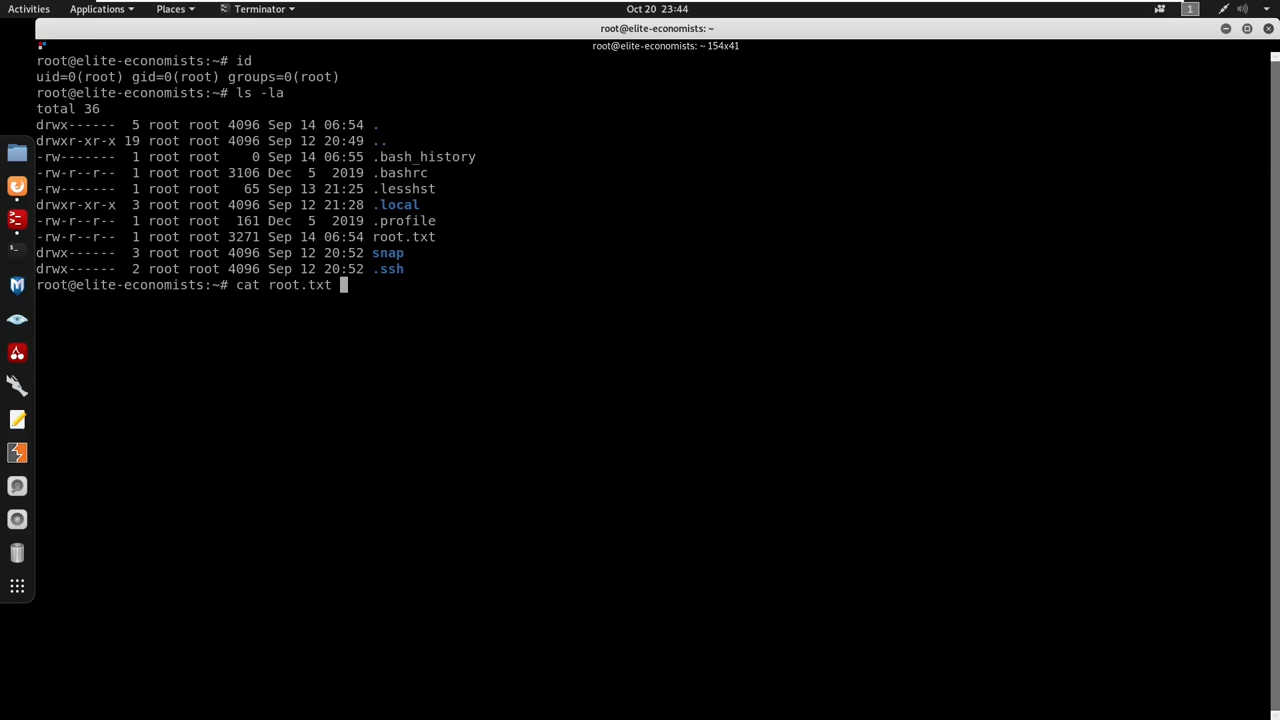 Activities Applications Places Terminator Oct 20 23:44 1
root@elite-economists: ~
root@elite-economists: ~ 154x41
root@elite-economists:~# id
uid=0(root) gid=0(root) groups=0(root)
root@elite-economists:~# ls -la
total 36
drwx------  5 root root 4096 Sep 14 06:54 .
drwxr-xr-x 19 root root 4096 Sep 12 20:49 ..
-rw-------  1 root root    0 Sep 14 06:55 .bash_history
-rw-r--r--  1 root root 3106 Dec  5  2019 .bashrc
-rw-------  1 root root   65 Sep 13 21:25 .lesshst
drwxr-xr-x  3 root root 4096 Sep 12 21:28 .local
-rw-r--r--  1 root root  161 Dec  5  2019 .profile
-rw-r--r--  1 root root 3271 Sep 14 06:54 root.txt
drwx------  3 root root 4096 Sep 12 20:52 snap
drwx------  2 root root 4096 Sep 12 20:52 .ssh
root@elite-economists:~# cat root.txt